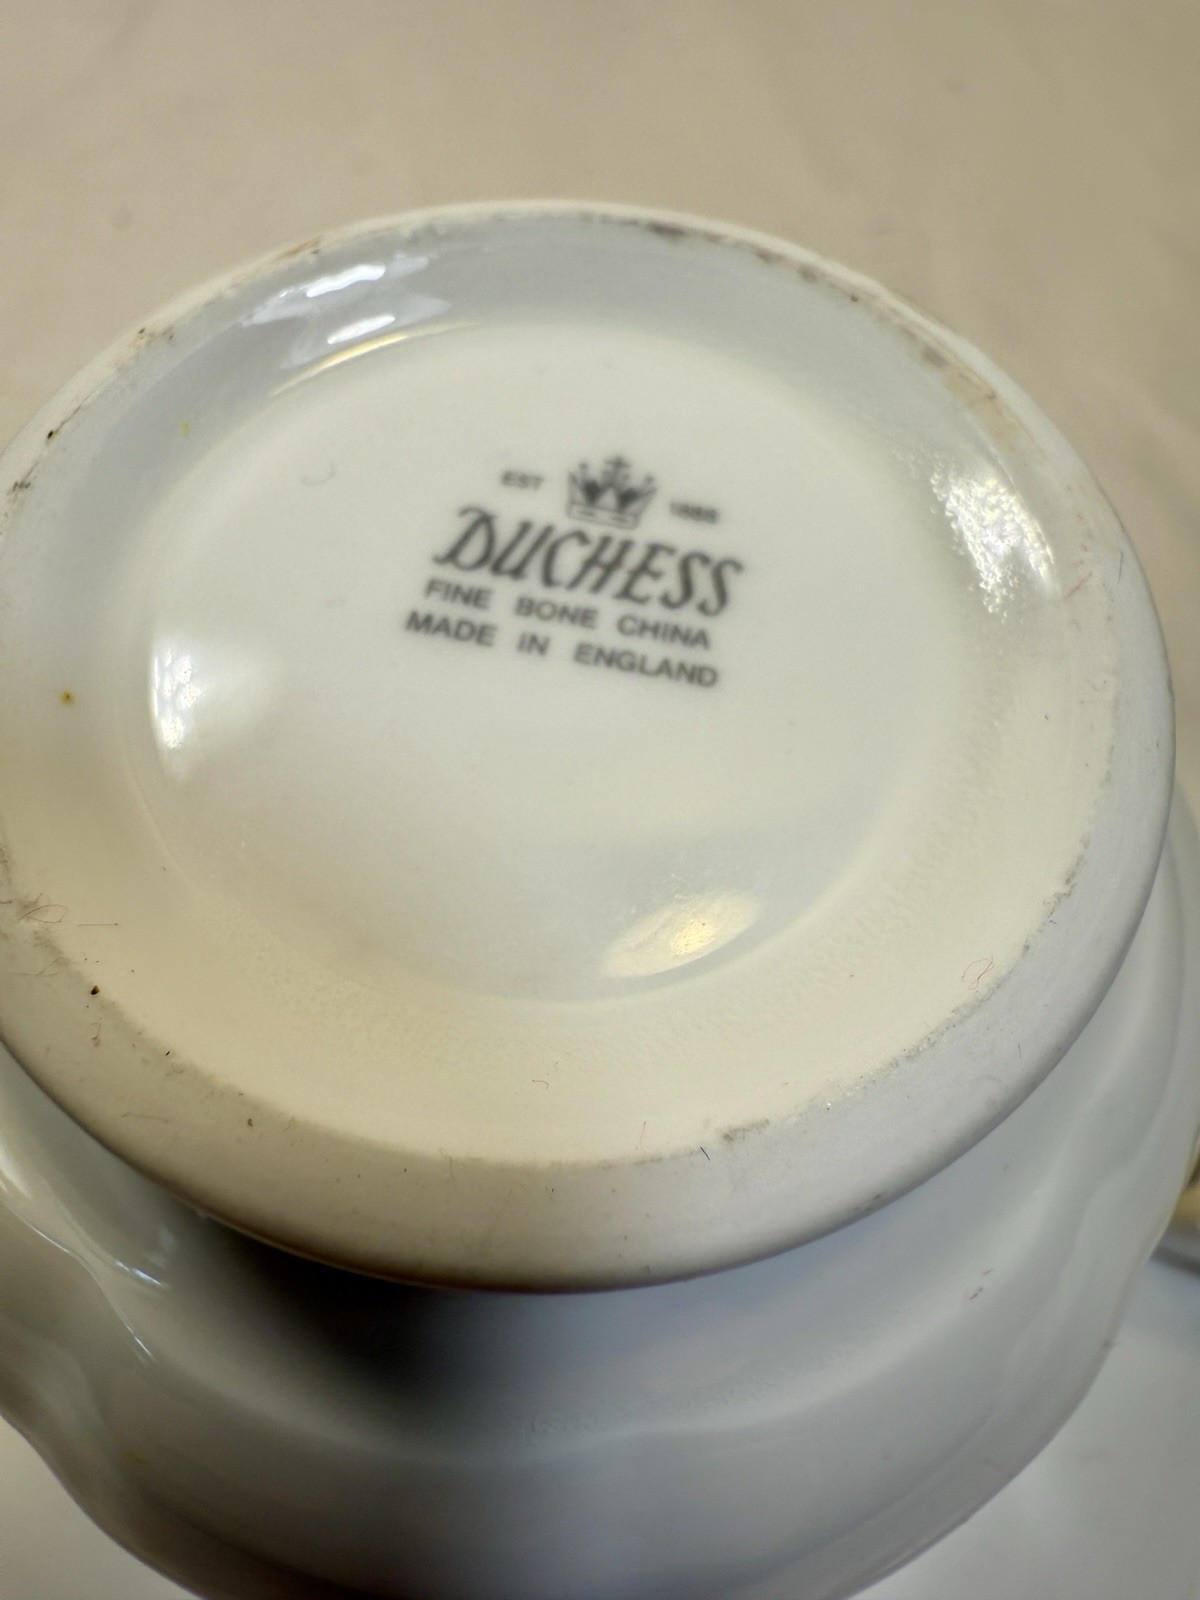 EST 1888
DUCHESS
FINE BONE CHINA
MADE IN ENGLAND